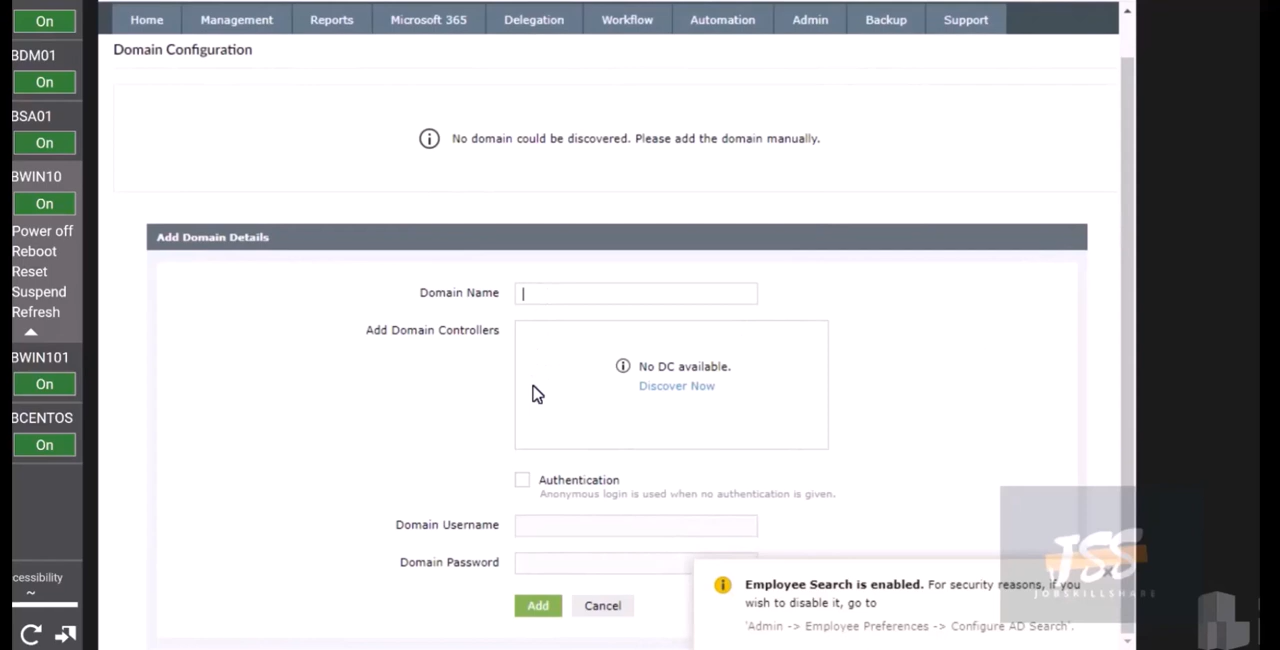 On
BDM01
On
BSA01
On
BWIN10
On
Power off
Reboot
Reset
Suspend
Refresh
BWIN101
On
BCENTOS
On
cessibility
Home Management Reports Microsoft 365 Delegation Workflow Automation Admin Backup Support
Domain Configuration
No domain could be discovered. Please add the domain manually.
Add Domain Details
Domain Name
Add Domain Controllers
No DC available.
Discover Now
Authentication
Anonymous login is used when no authentication is given.
Domain Username
Domain Password
Add Cancel
Employee Search is enabled. For security reasons, if you
wish to disable it, go to
'Admin -> Employee Preferences -> Configure AD Search'.
JSS
JOBSKILLSHARE